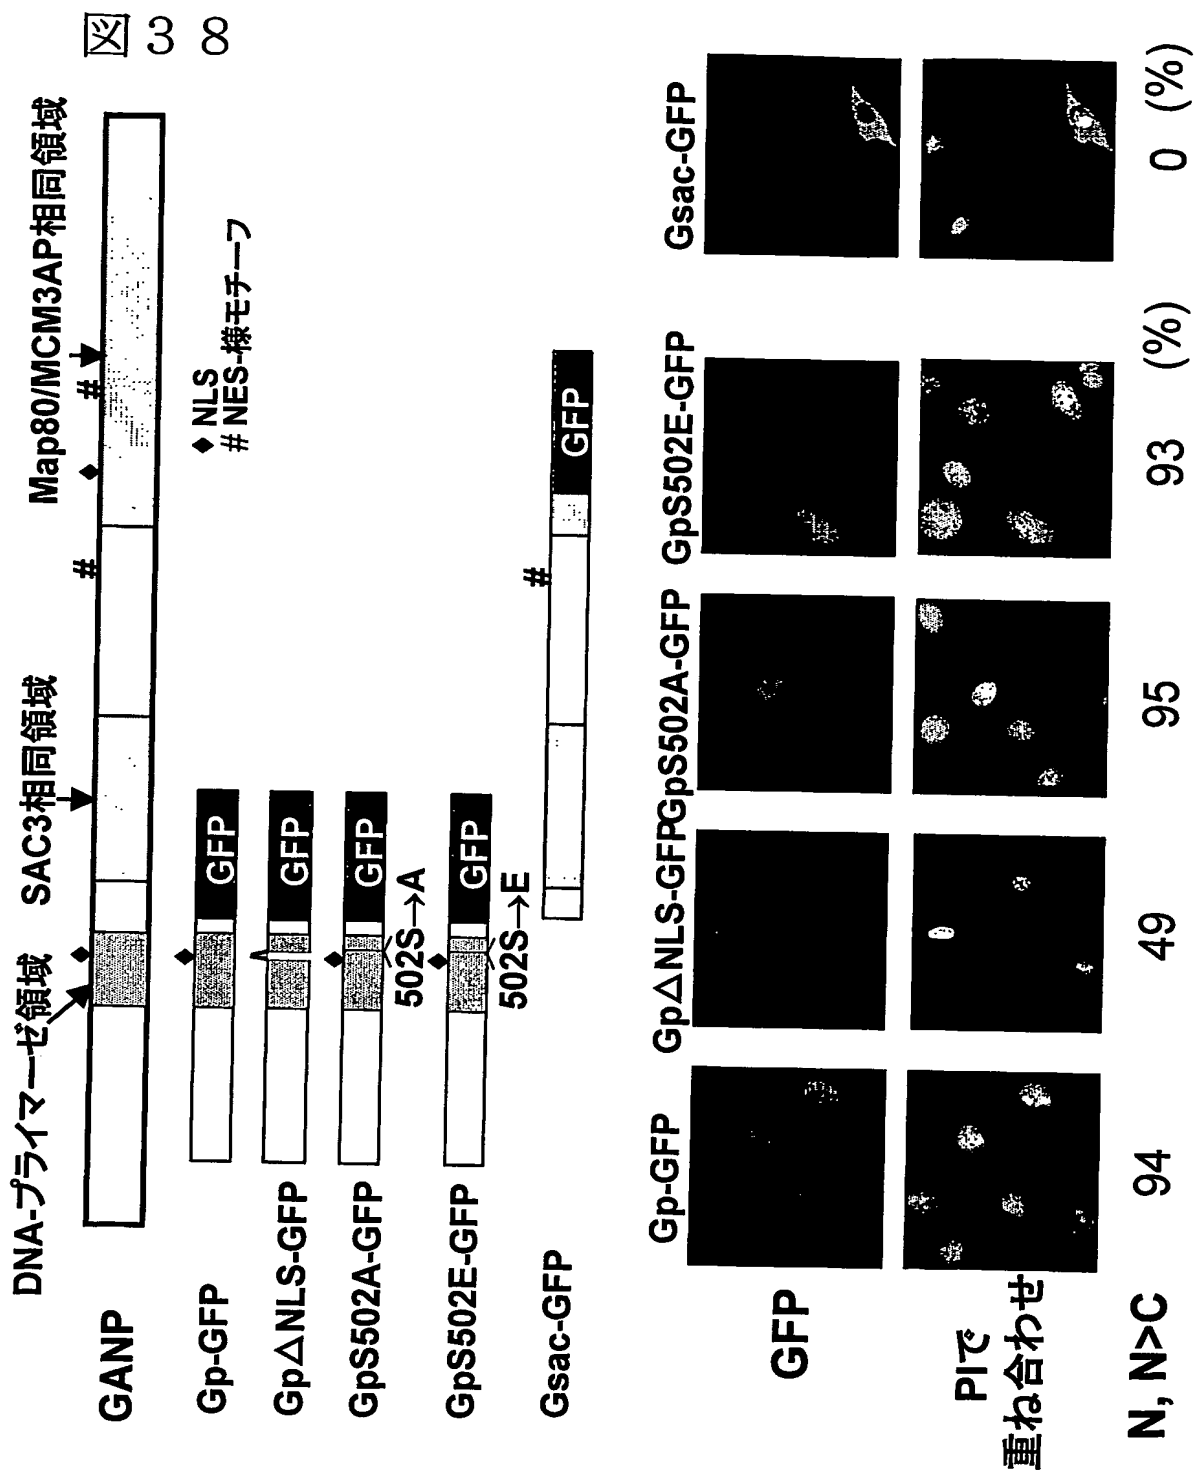 図38
DNA-プライマーゼ領域
SAC3相同領域
Map80/MCM3AP相同領域
#
#
GANP
◆ NLS
# NES-様モチーフ
Gp-GFP
GFP
Gp△NLS-GFP
GFP
GpS502A-GFP
GFP
502S→A
GpS502E-GFP
GFP
502S→E
Gsac-GFP
#
GFP
Gp-GFP
Gp△NLS-GFP
GpS502A-GFP
GpS502E-GFP
Gsac-GFP
GFP
PIで
重ね合わせ
N, N>C
94
49
95
93
(%)
0
(%)